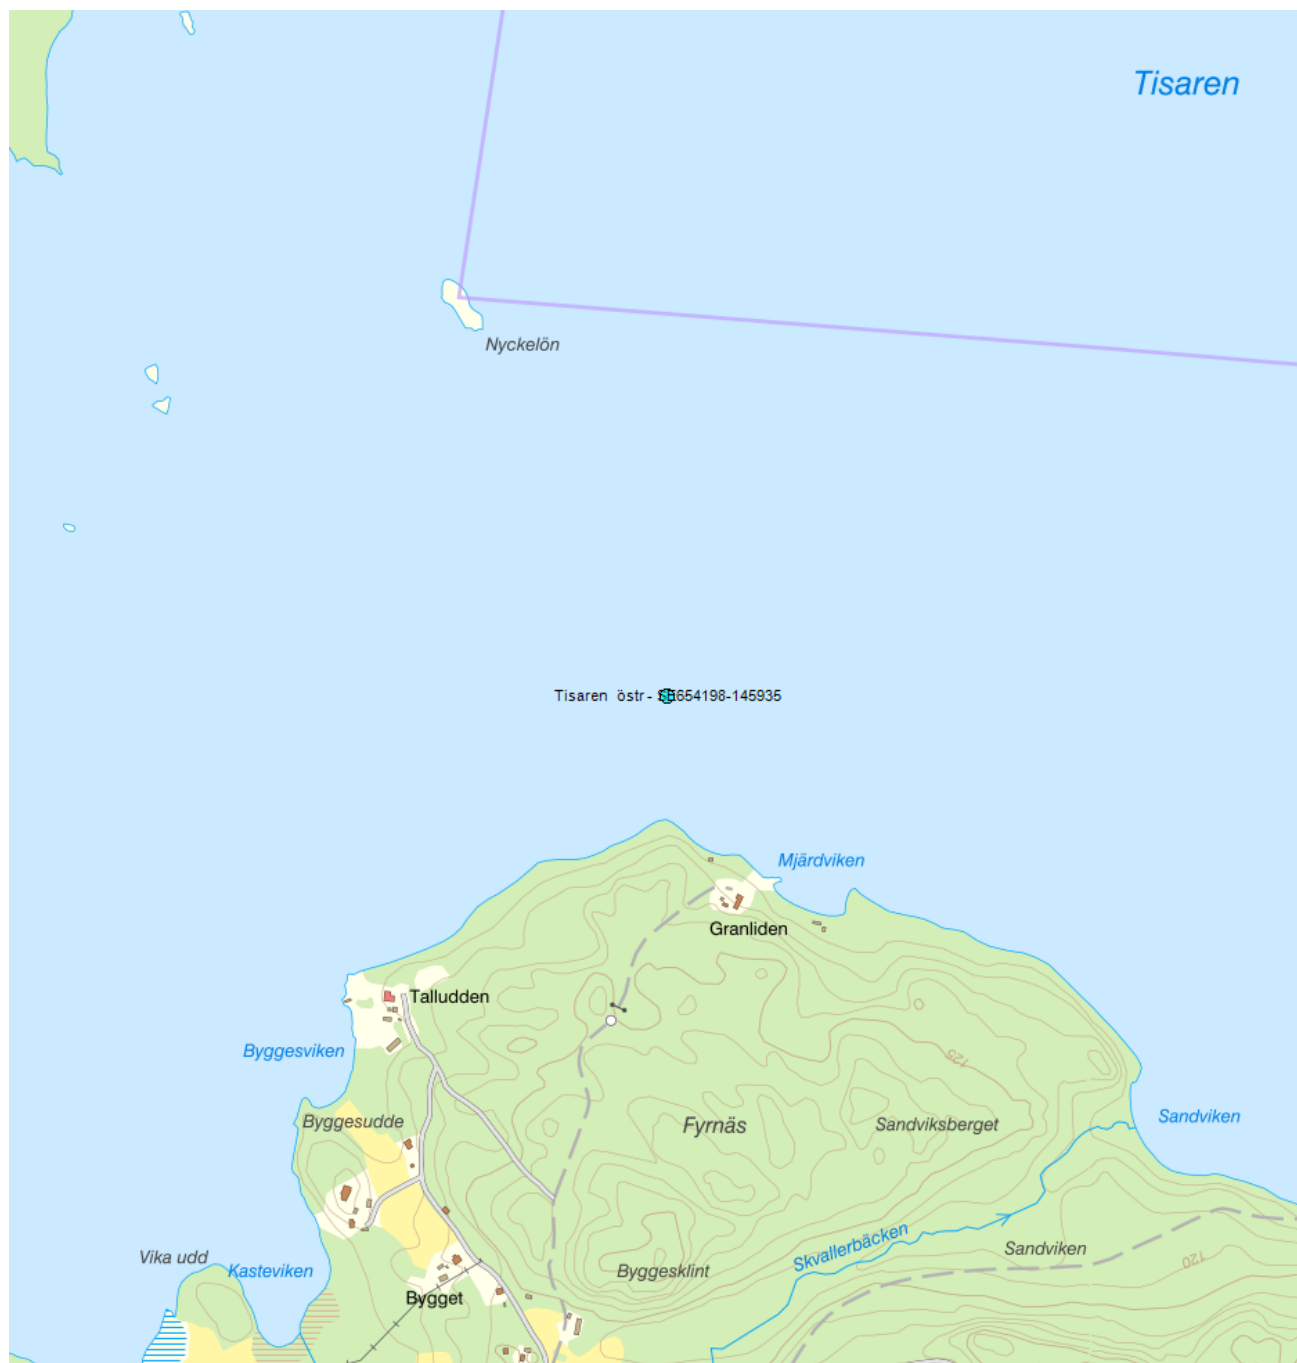 Tisaren
Nyckelön
Tisaren östr - SE654198-145935
Mjärdviken
Granliden
Talludden
Byggesviken
125
Byggesudde
Fyrnäs
Sandviksberget
Sandviken
Skvallerbäcken
Sandviken
Vika udd
Kasteviken
Byggesklint
120
Bygget